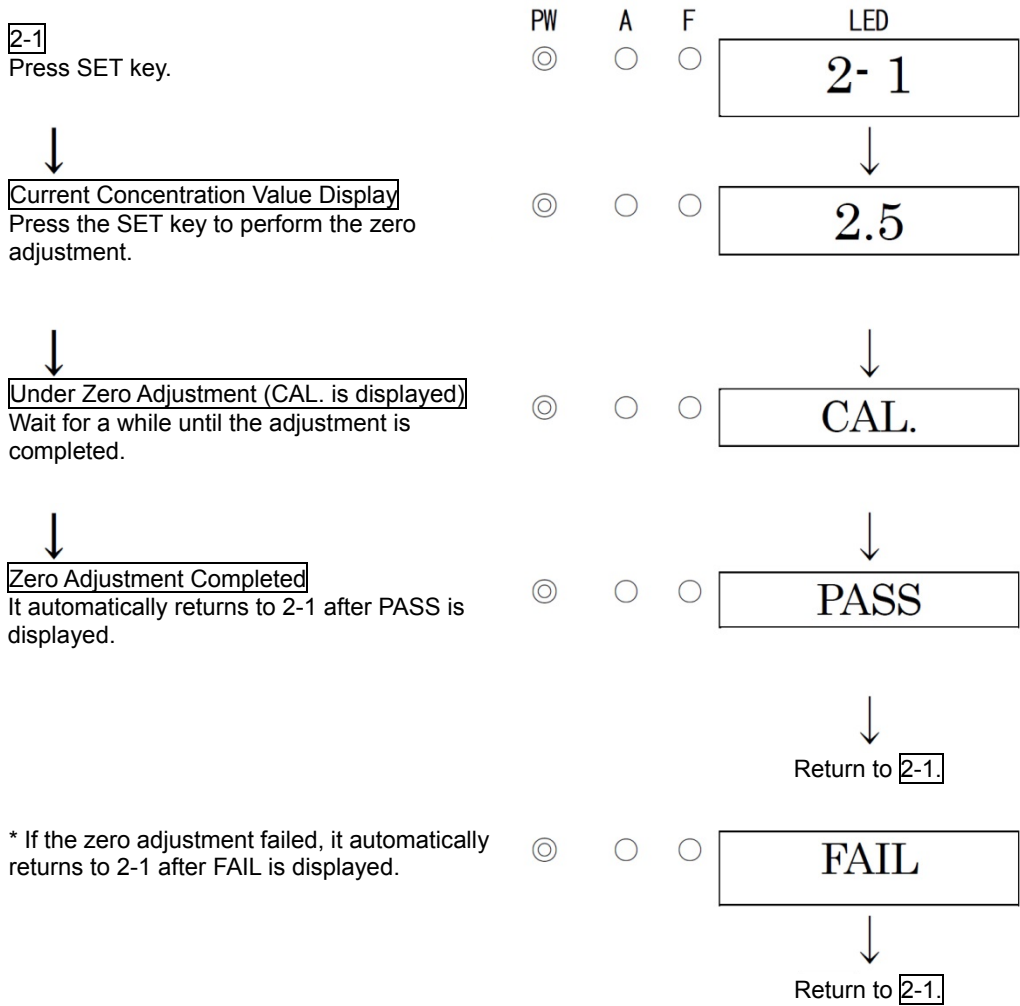 PW A F LED
2-1
Press SET key.
2- 1
Current Concentration Value Display
Press the SET key to perform the zero
adjustment.
2.5
Under Zero Adjustment (CAL. is displayed)
Wait for a while until the adjustment is
completed.
CAL.
Zero Adjustment Completed
It automatically returns to 2-1 after PASS is
displayed.
PASS
Return to 2-1.
* If the zero adjustment failed, it automatically
returns to 2-1 after FAIL is displayed.
FAIL
Return to 2-1.